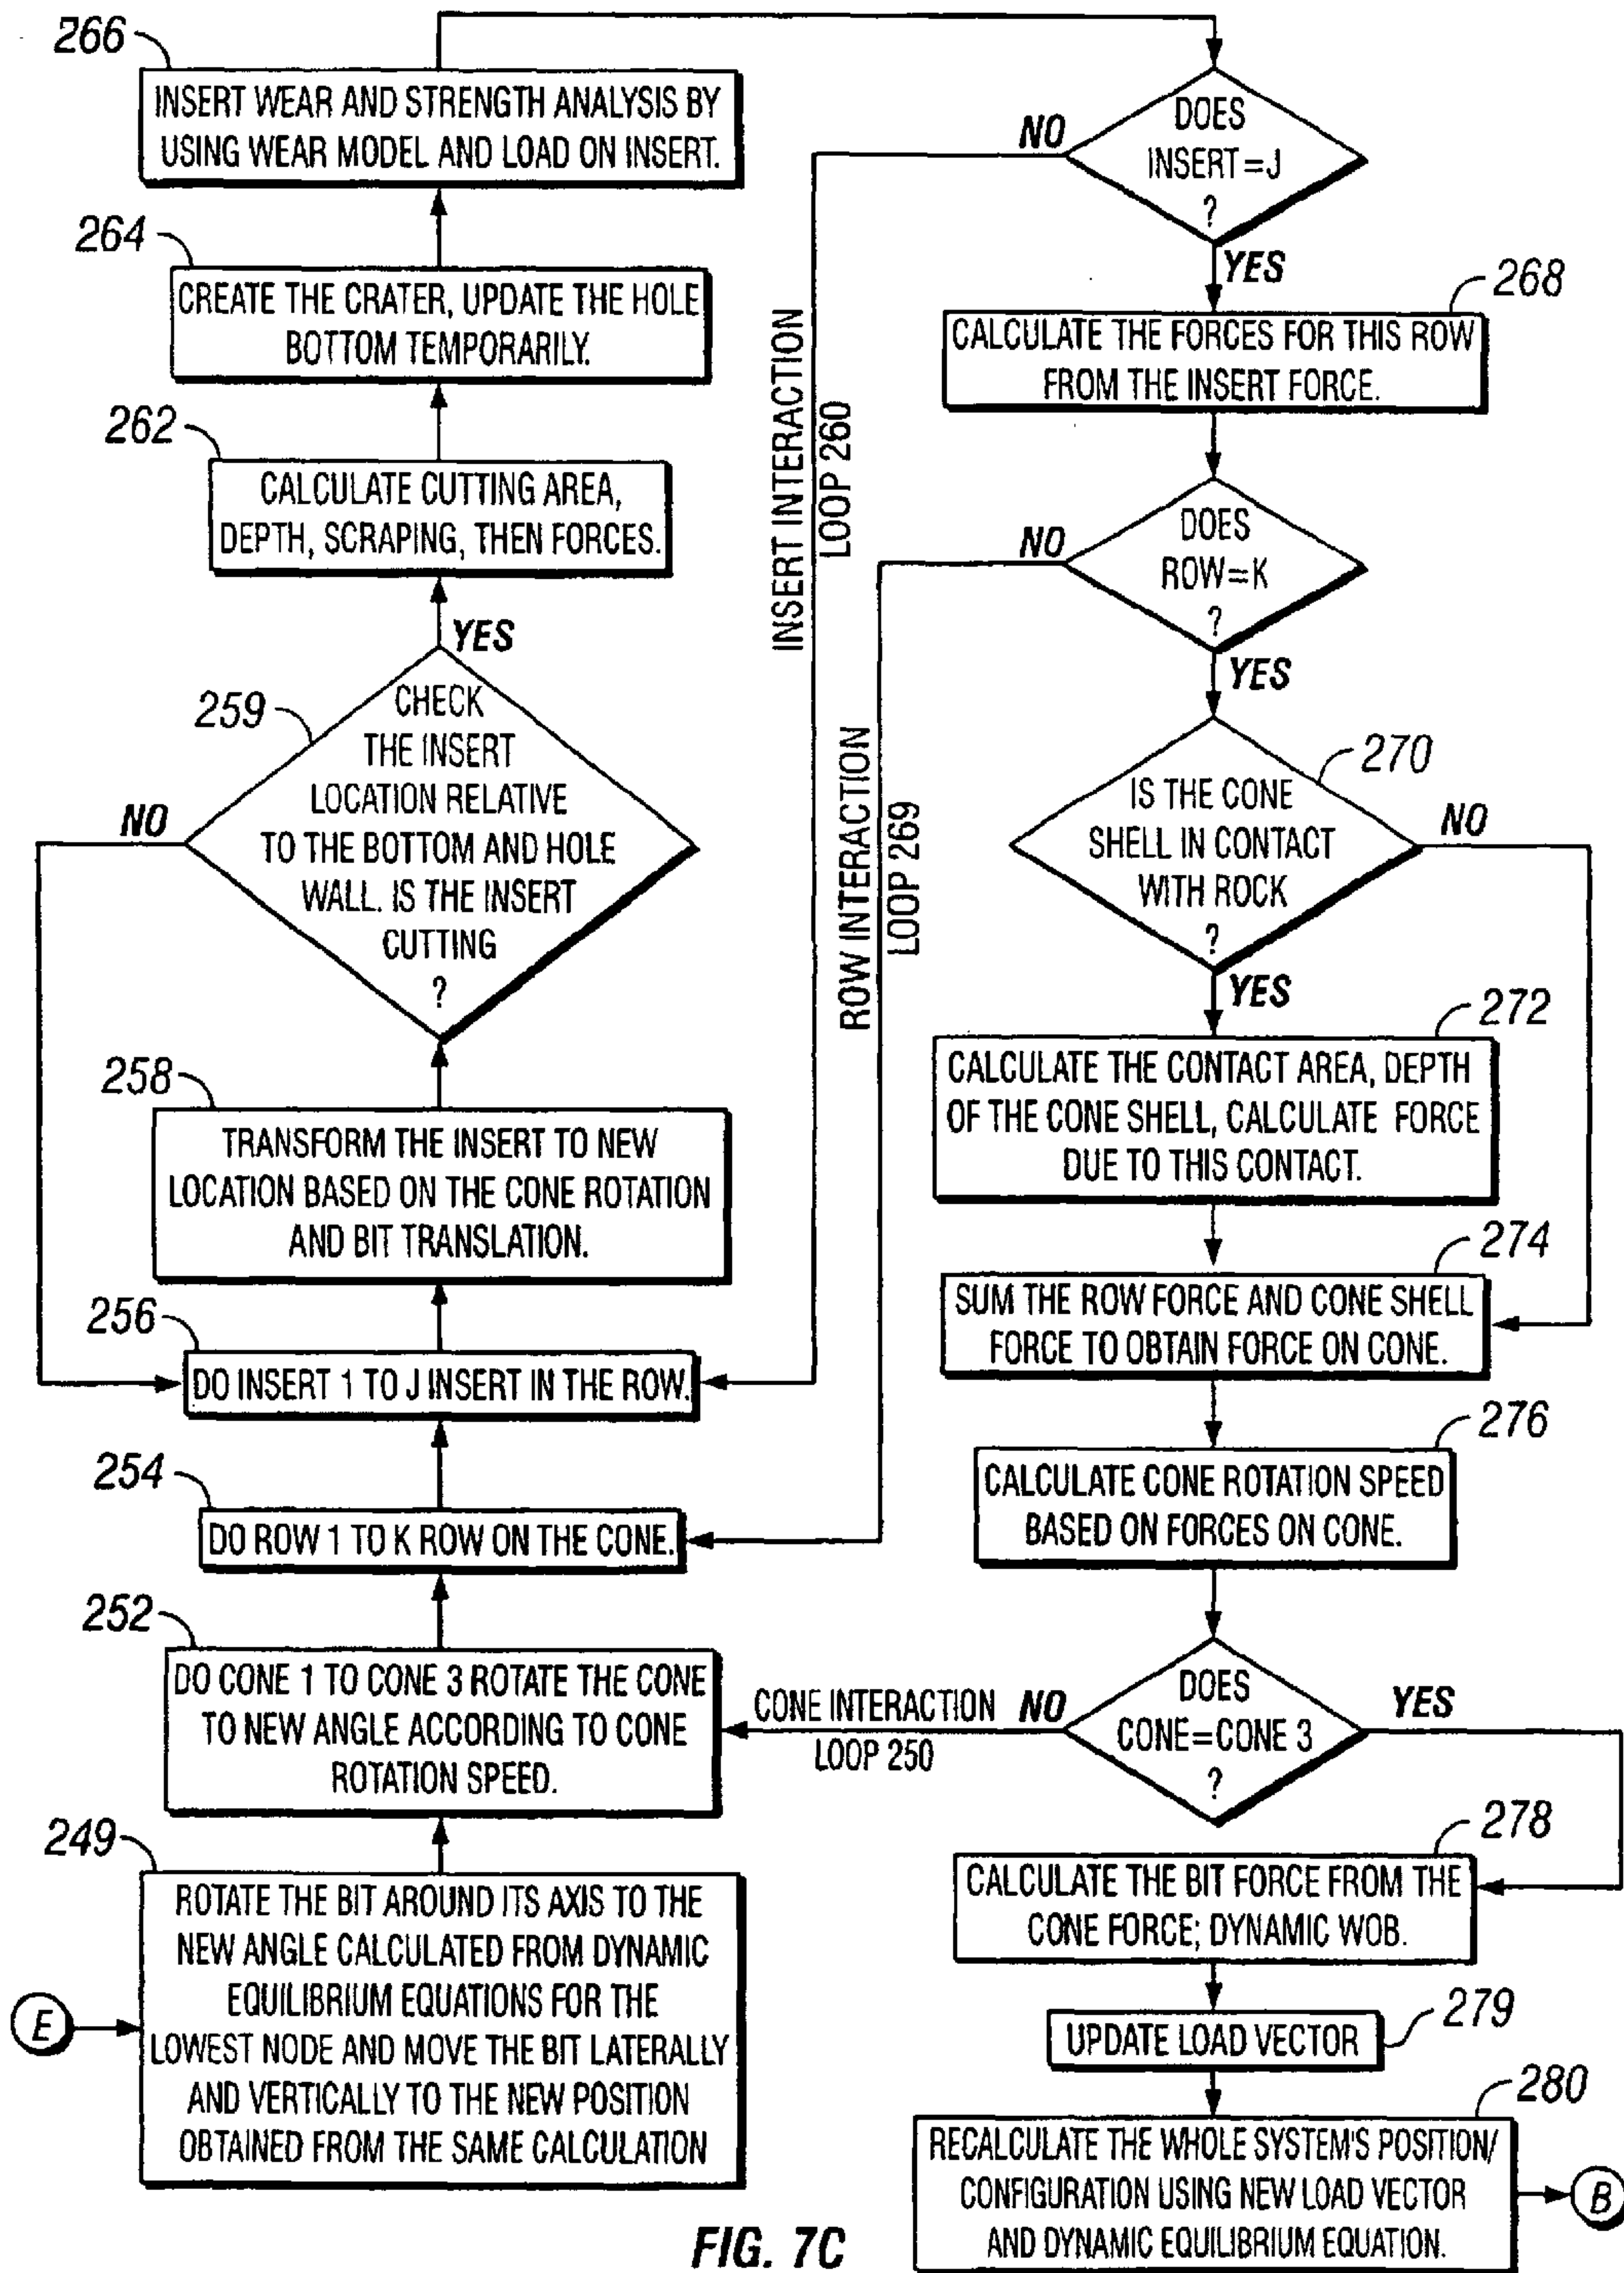 266
INSERT WEAR AND STRENGTH ANALYSIS BY
USING WEAR MODEL AND LOAD ON INSERT.
264
CREATE THE CRATER, UPDATE THE HOLE
BOTTOM TEMPORARILY.
262
CALCULATE CUTTING AREA,
DEPTH, SCRAPING, THEN FORCES.
YES
259
CHECK
THE INSERT
LOCATION RELATIVE
TO THE BOTTOM AND HOLE
WALL. IS THE INSERT
CUTTING
?
NO
258
TRANSFORM THE INSERT TO NEW
LOCATION BASED ON THE CONE ROTATION
AND BIT TRANSLATION.
256
DO INSERT 1 TO J INSERT IN THE ROW.
254
DO ROW 1 TO K ROW ON THE CONE.
252
DO CONE 1 TO CONE 3 ROTATE THE CONE
TO NEW ANGLE ACCORDING TO CONE
ROTATION SPEED.
249
ROTATE THE BIT AROUND ITS AXIS TO THE
NEW ANGLE CALCULATED FROM DYNAMIC
EQUILIBRIUM EQUATIONS FOR THE
LOWEST NODE AND MOVE THE BIT LATERALLY
AND VERTICALLY TO THE NEW POSITION
OBTAINED FROM THE SAME CALCULATION
E
INSERT INTERACTION
LOOP 260
ROW INTERACTION
LOOP 269
DOES
INSERT=J
?
NO
YES
268
CALCULATE THE FORCES FOR THIS ROW
FROM THE INSERT FORCE.
DOES
ROW=K
?
NO
YES
270
IS THE CONE
SHELL IN CONTACT
WITH ROCK
?
NO
YES
272
CALCULATE THE CONTACT AREA, DEPTH
OF THE CONE SHELL, CALCULATE FORCE
DUE TO THIS CONTACT.
274
SUM THE ROW FORCE AND CONE SHELL
FORCE TO OBTAIN FORCE ON CONE.
276
CALCULATE CONE ROTATION SPEED
BASED ON FORCES ON CONE.
DOES
CONE=CONE 3
?
NO
YES
CONE INTERACTION
LOOP 250
278
CALCULATE THE BIT FORCE FROM THE
CONE FORCE; DYNAMIC WOB.
279
UPDATE LOAD VECTOR
280
RECALCULATE THE WHOLE SYSTEM'S POSITION/
CONFIGURATION USING NEW LOAD VECTOR
AND DYNAMIC EQUILIBRIUM EQUATION.
B
FIG. 7C